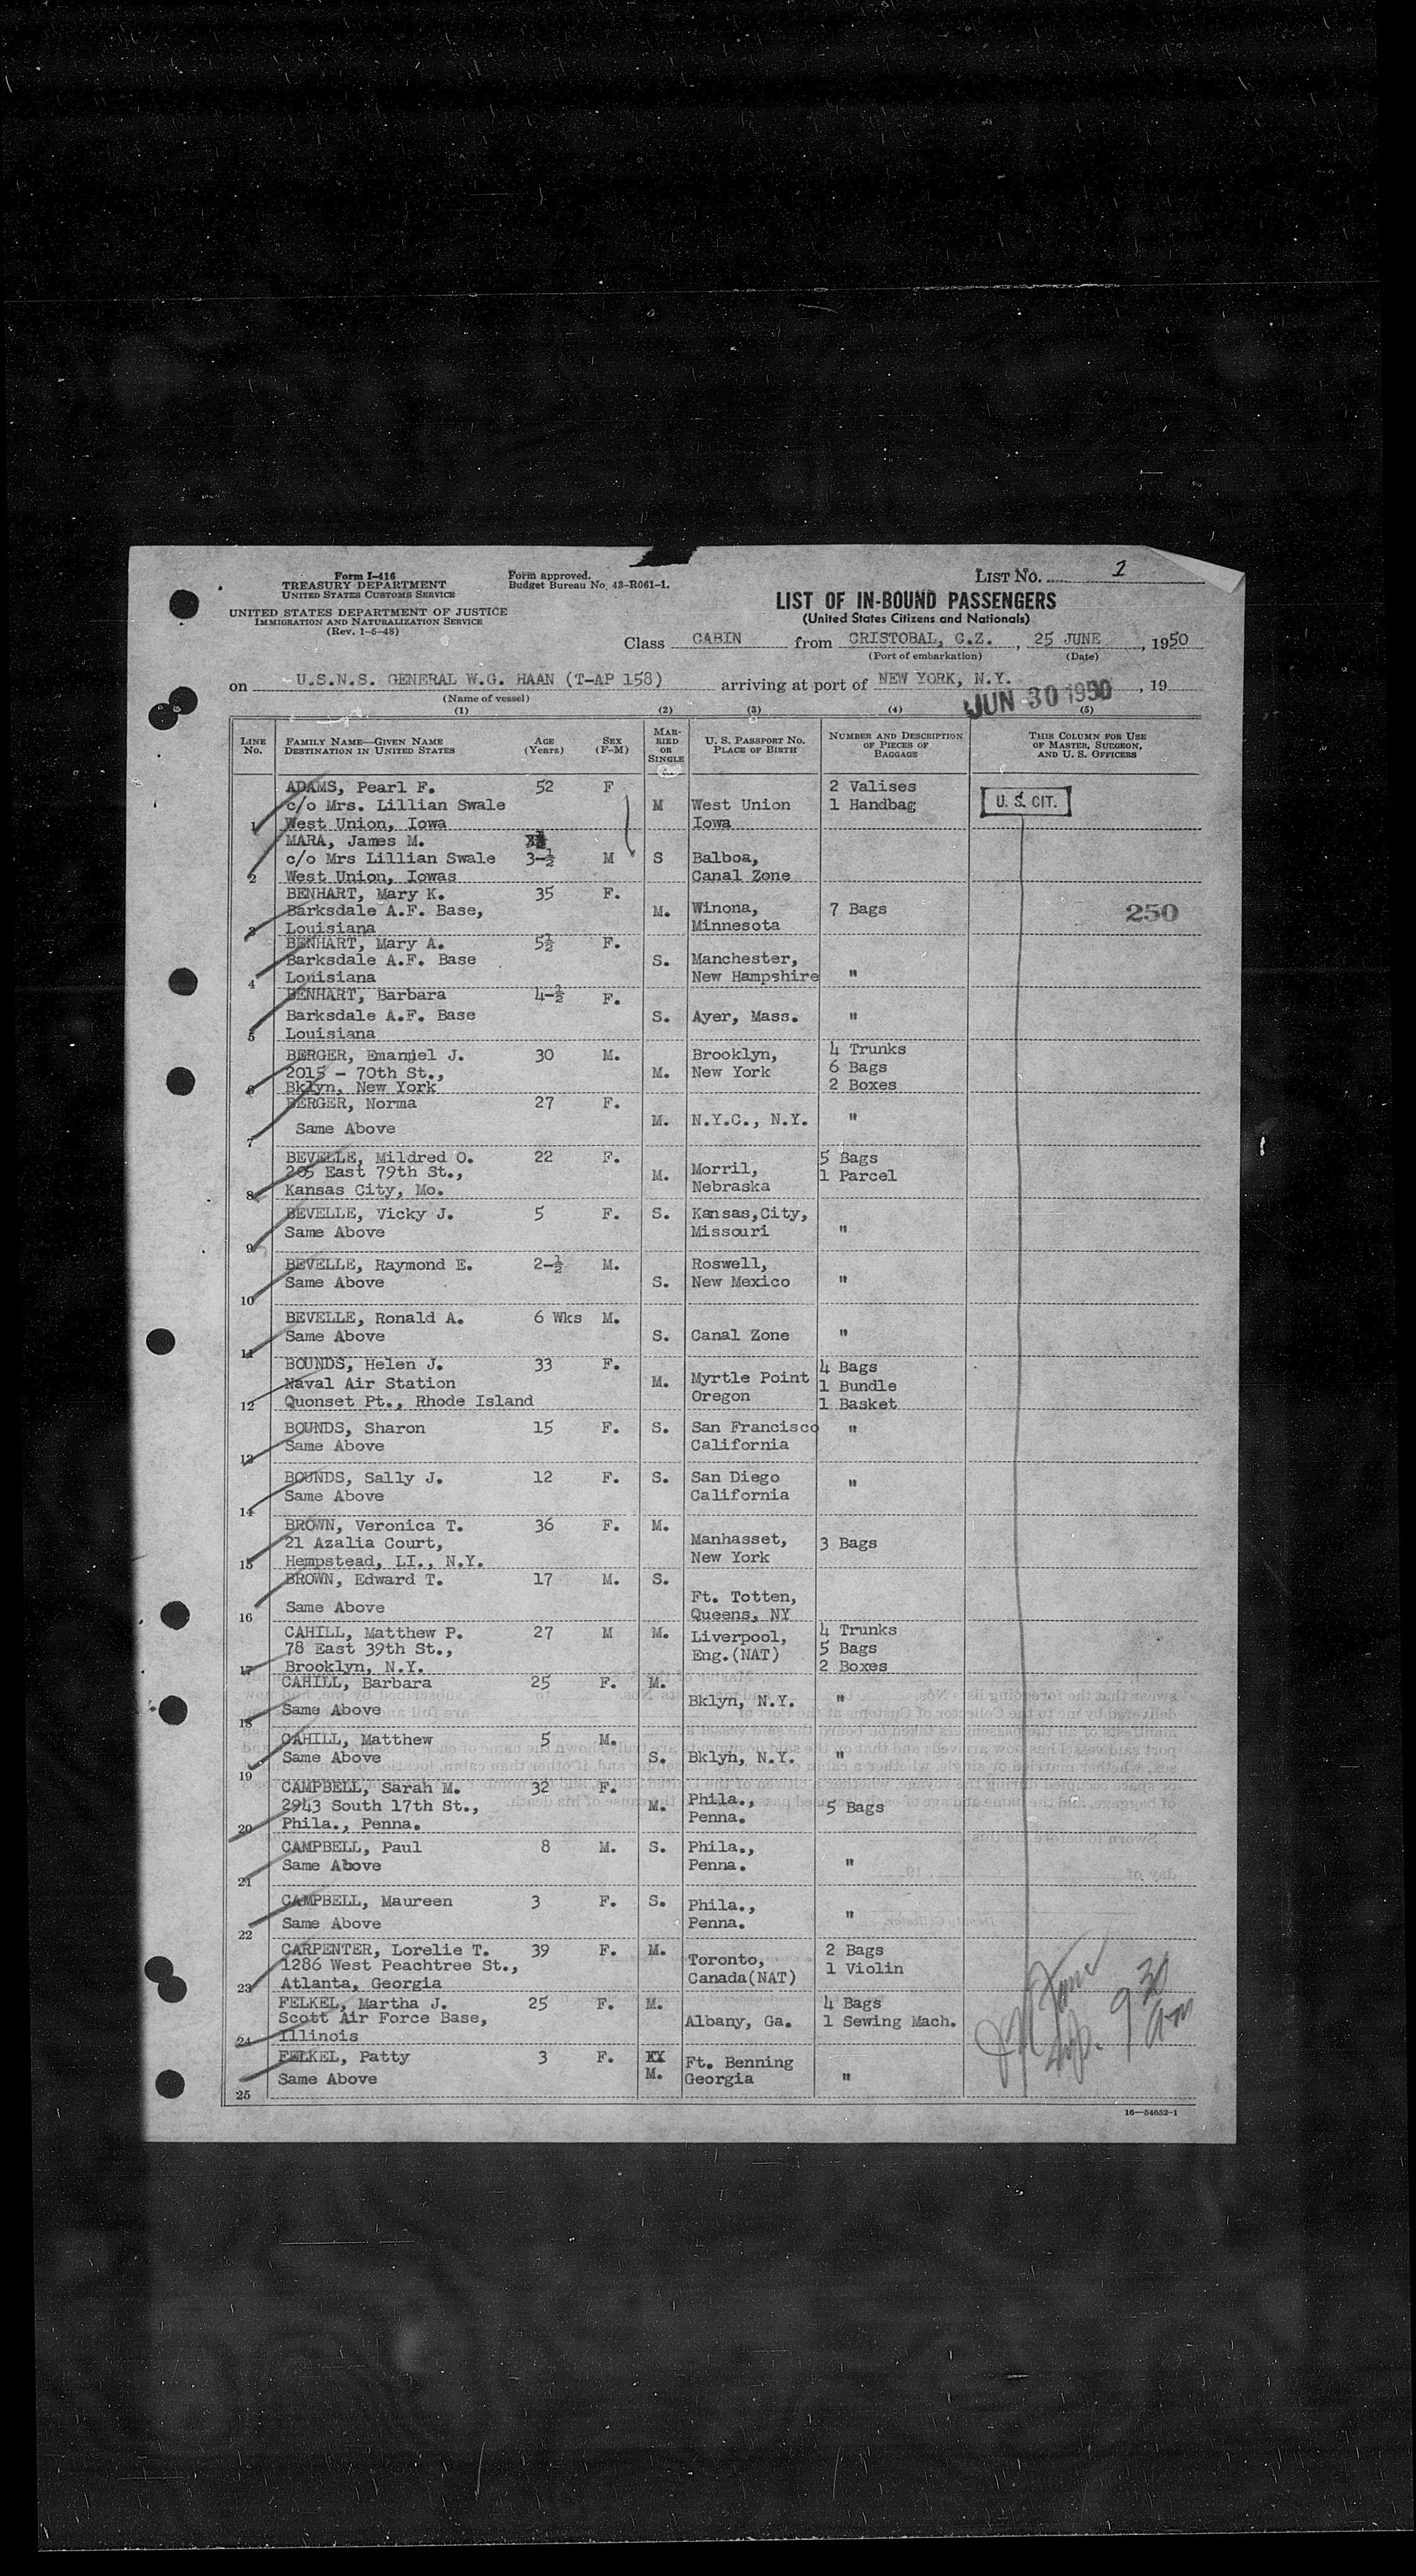 Form I-416
TREASURY DEPARTMENT
UNITED STATES CUSTOMS SERVICE
UNITED STATES DEPARTMENT OF JUSTICE
IMMIGRATION AND NATURALIZATION SERVICE
(Rev. 1-5-48)
Form approved.
Budget Bureau No. 43-R061-1.
LIST No. 1
LIST OF IN-BOUND PASSENGERS
(United States Citizens and Nationals)
Class CABIN from CRISTOBAL, C.Z. , 25 JUNE , 1950
(Port of embarkation) (Date)
on U.S.N.S. GENERAL W.G. HAAN (T-AP 158) arriving at port of NEW YORK, N.Y. , 19
(Name of vessel)
JUN 30 1950
(1) (2) (3) (4) (5)
LINE No. FAMILY NAME—GIVEN NAME DESTINATION IN UNITED STATES AGE (Years) SEX (F-M) MARRIED OR SINGLE U. S. PASSPORT No. PLACE OF BIRTH NUMBER AND DESCRIPTION OF PIECES OF BAGGAGE THIS COLUMN FOR USE OF MASTER, SURGEON, AND U. S. OFFICERS
ADAMS, Pearl F. 52 F 2 Valises
c/o Mrs. Lillian Swale M West Union 1 Handbag U. S. CIT.
1 West Union, Iowa Iowa
MARA, James M.
c/o Mrs Lillian Swale 3-½ M S Balboa,
2 West Union, Iowas Canal Zone
BENHART, Mary K. 35 F.
Barksdale A.F. Base, M. Winona, 7 Bags 250
3 Louisiana Minnesota
BENHART, Mary A. 5½ F.
Barksdale A.F. Base S. Manchester,
4 Louisiana New Hampshire "
BENHART, Barbara 4-½ F.
Barksdale A.F. Base S. Ayer, Mass. "
5 Louisiana
BERGER, Emanuel J. 30 M. Brooklyn, 4 Trunks
2015 - 70th St., M. New York 6 Bags
6 Bklyn, New York 2 Boxes
BERGER, Norma 27 F.
Same Above M. N.Y.C., N.Y. "
7
BEVELLE, Mildred O. 22 F. 5 Bags
205 East 79th St., M. Morril, 1 Parcel
8 Kansas City, Mo. Nebraska
BEVELLE, Vicky J. 5 F. S. Kansas,City,
Same Above Missouri "
9
BEVELLE, Raymond E. 2-½ M. Roswell,
Same Above S. New Mexico "
10
BEVELLE, Ronald A. 6 Wks M.
Same Above S. Canal Zone "
11
BOUNDS, Helen J. 33 F. 4 Bags
Naval Air Station M. Myrtle Point 1 Bundle
12 Quonset Pt., Rhode Island Oregon 1 Basket
BOUNDS, Sharon 15 F. S. San Francisco "
Same Above California
13
BOUNDS, Sally J. 12 F. S. San Diego "
Same Above California
14
BROWN, Veronica T. 36 F. M.
21 Azalia Court, Manhasset, 3 Bags
15 Hempstead, LI., N.Y. New York
BROWN, Edward T. 17 M. S.
Same Above Ft. Totten,
16 Queens, NY
CAHILL, Matthew P. 27 M M. Liverpool, 4 Trunks
78 East 39th St., Eng.(NAT) 5 Bags
17 Brooklyn, N.Y. 2 Boxes
CAHILL, Barbara 25 F. M.
Same Above Bklyn, N.Y. "
18
CAHILL, Matthew 5 M.
Same Above S. Bklyn, N.Y. "
19
CAMPBELL, Sarah M. 32 F.
2943 South 17th St., M. Phila., 5 Bags
20 Phila., Penna. Penna.
CAMPBELL, Paul 8 M. S. Phila.,
Same Above Penna. "
21
CAMPBELL, Maureen 3 F. S. Phila., "
Same Above Penna.
22
CARPENTER, Lorelie T. 39 F. M. 2 Bags
1286 West Peachtree St., Toronto, 1 Violin
23 Atlanta, Georgia Canada(NAT)
FELKEL, Martha J. 25 F. M. 4 Bags
Scott Air Force Base, Albany, Ga. 1 Sewing Mach.
24 Illinois
FELKEL, Patty 3 F. XX Ft. Benning
Same Above M. Georgia "
25
9 30
am
16—54652-1